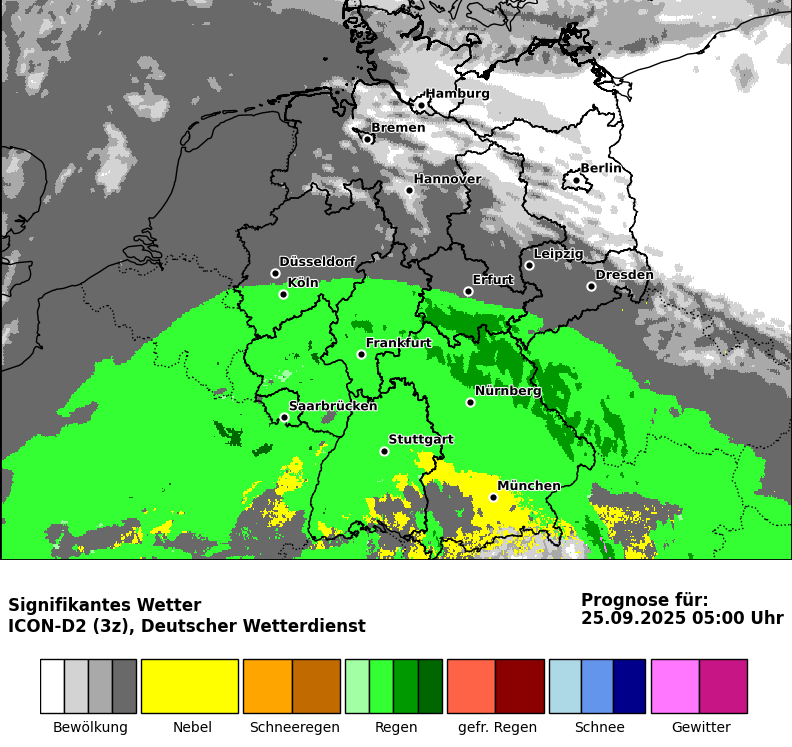 Hamburg
Bremen
Berlin
Hannover
Leipzig
Düsseldorf
Dresden
Köln
Erfurt
Frankfurt
Nürnberg
Saarbrücken
Stuttgart
München
Signifikantes Wetter
ICON-D2 (3z), Deutscher Wetterdienst
Prognose für:
25.09.2025 05:00 Uhr
Bewölkung Nebel Schneeregen Regen gefr. Regen Schnee Gewitter